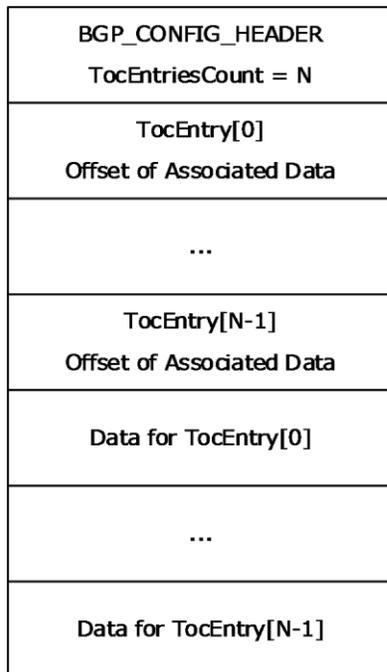 BGP_CONFIG_HEADER
TocEntriesCount = N
TocEntry[0]
Offset of Associated Data
...
TocEntry[N-1]
Offset of Associated Data
Data for TocEntry[0]
...
Data for TocEntry[N-1]